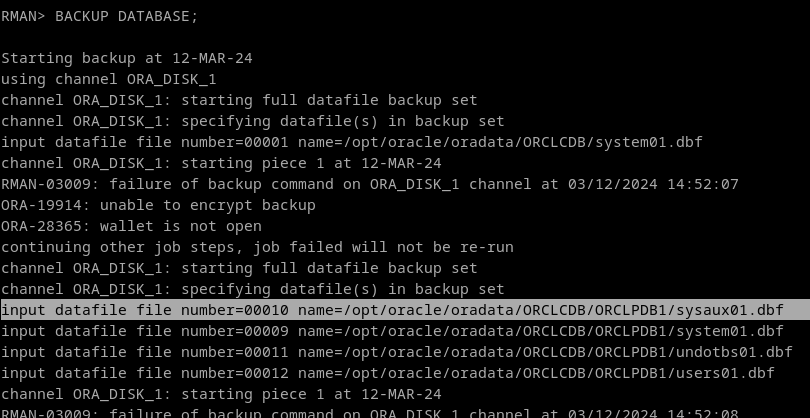 RMAN> BACKUP DATABASE;
Starting backup at 12-MAR-24
using channel ORA_DISK_1
channel ORA_DISK_1: starting full datafile backup set
channel ORA_DISK_1: specifying datafile(s) in backup set
input datafile file number=00001 name=/opt/oracle/oradata/ORCLCDB/system01.dbf
channel ORA_DISK_1: starting piece 1 at 12-MAR-24
RMAN-03009: failure of backup command on ORA_DISK_1 channel at 03/12/2024 14:52:07
ORA-19914: unable to encrypt backup
ORA-28365: wallet is not open
continuing other job steps, job failed will not be re-run
channel ORA_DISK_1: starting full datafile backup set
channel ORA_DISK_1: specifying datafile(s) in backup set
input datafile file number=00010 name=/opt/oracle/oradata/ORCLCDB/ORCLPDB1/sysaux01.dbf
input datafile file number=00009 name=/opt/oracle/oradata/ORCLCDB/ORCLPDB1/system01.dbf
input datafile file number=00011 name=/opt/oracle/oradata/ORCLCDB/ORCLPDB1/undotbs01.dbf
input datafile file number=00012 name=/opt/oracle/oradata/ORCLCDB/ORCLPDB1/users01.dbf
channel ORA_DISK_1: starting piece 1 at 12-MAR-24
RMAN-03009: failure of backup command on ORA_DISK_1 channel at 03/12/2024 14:52:08